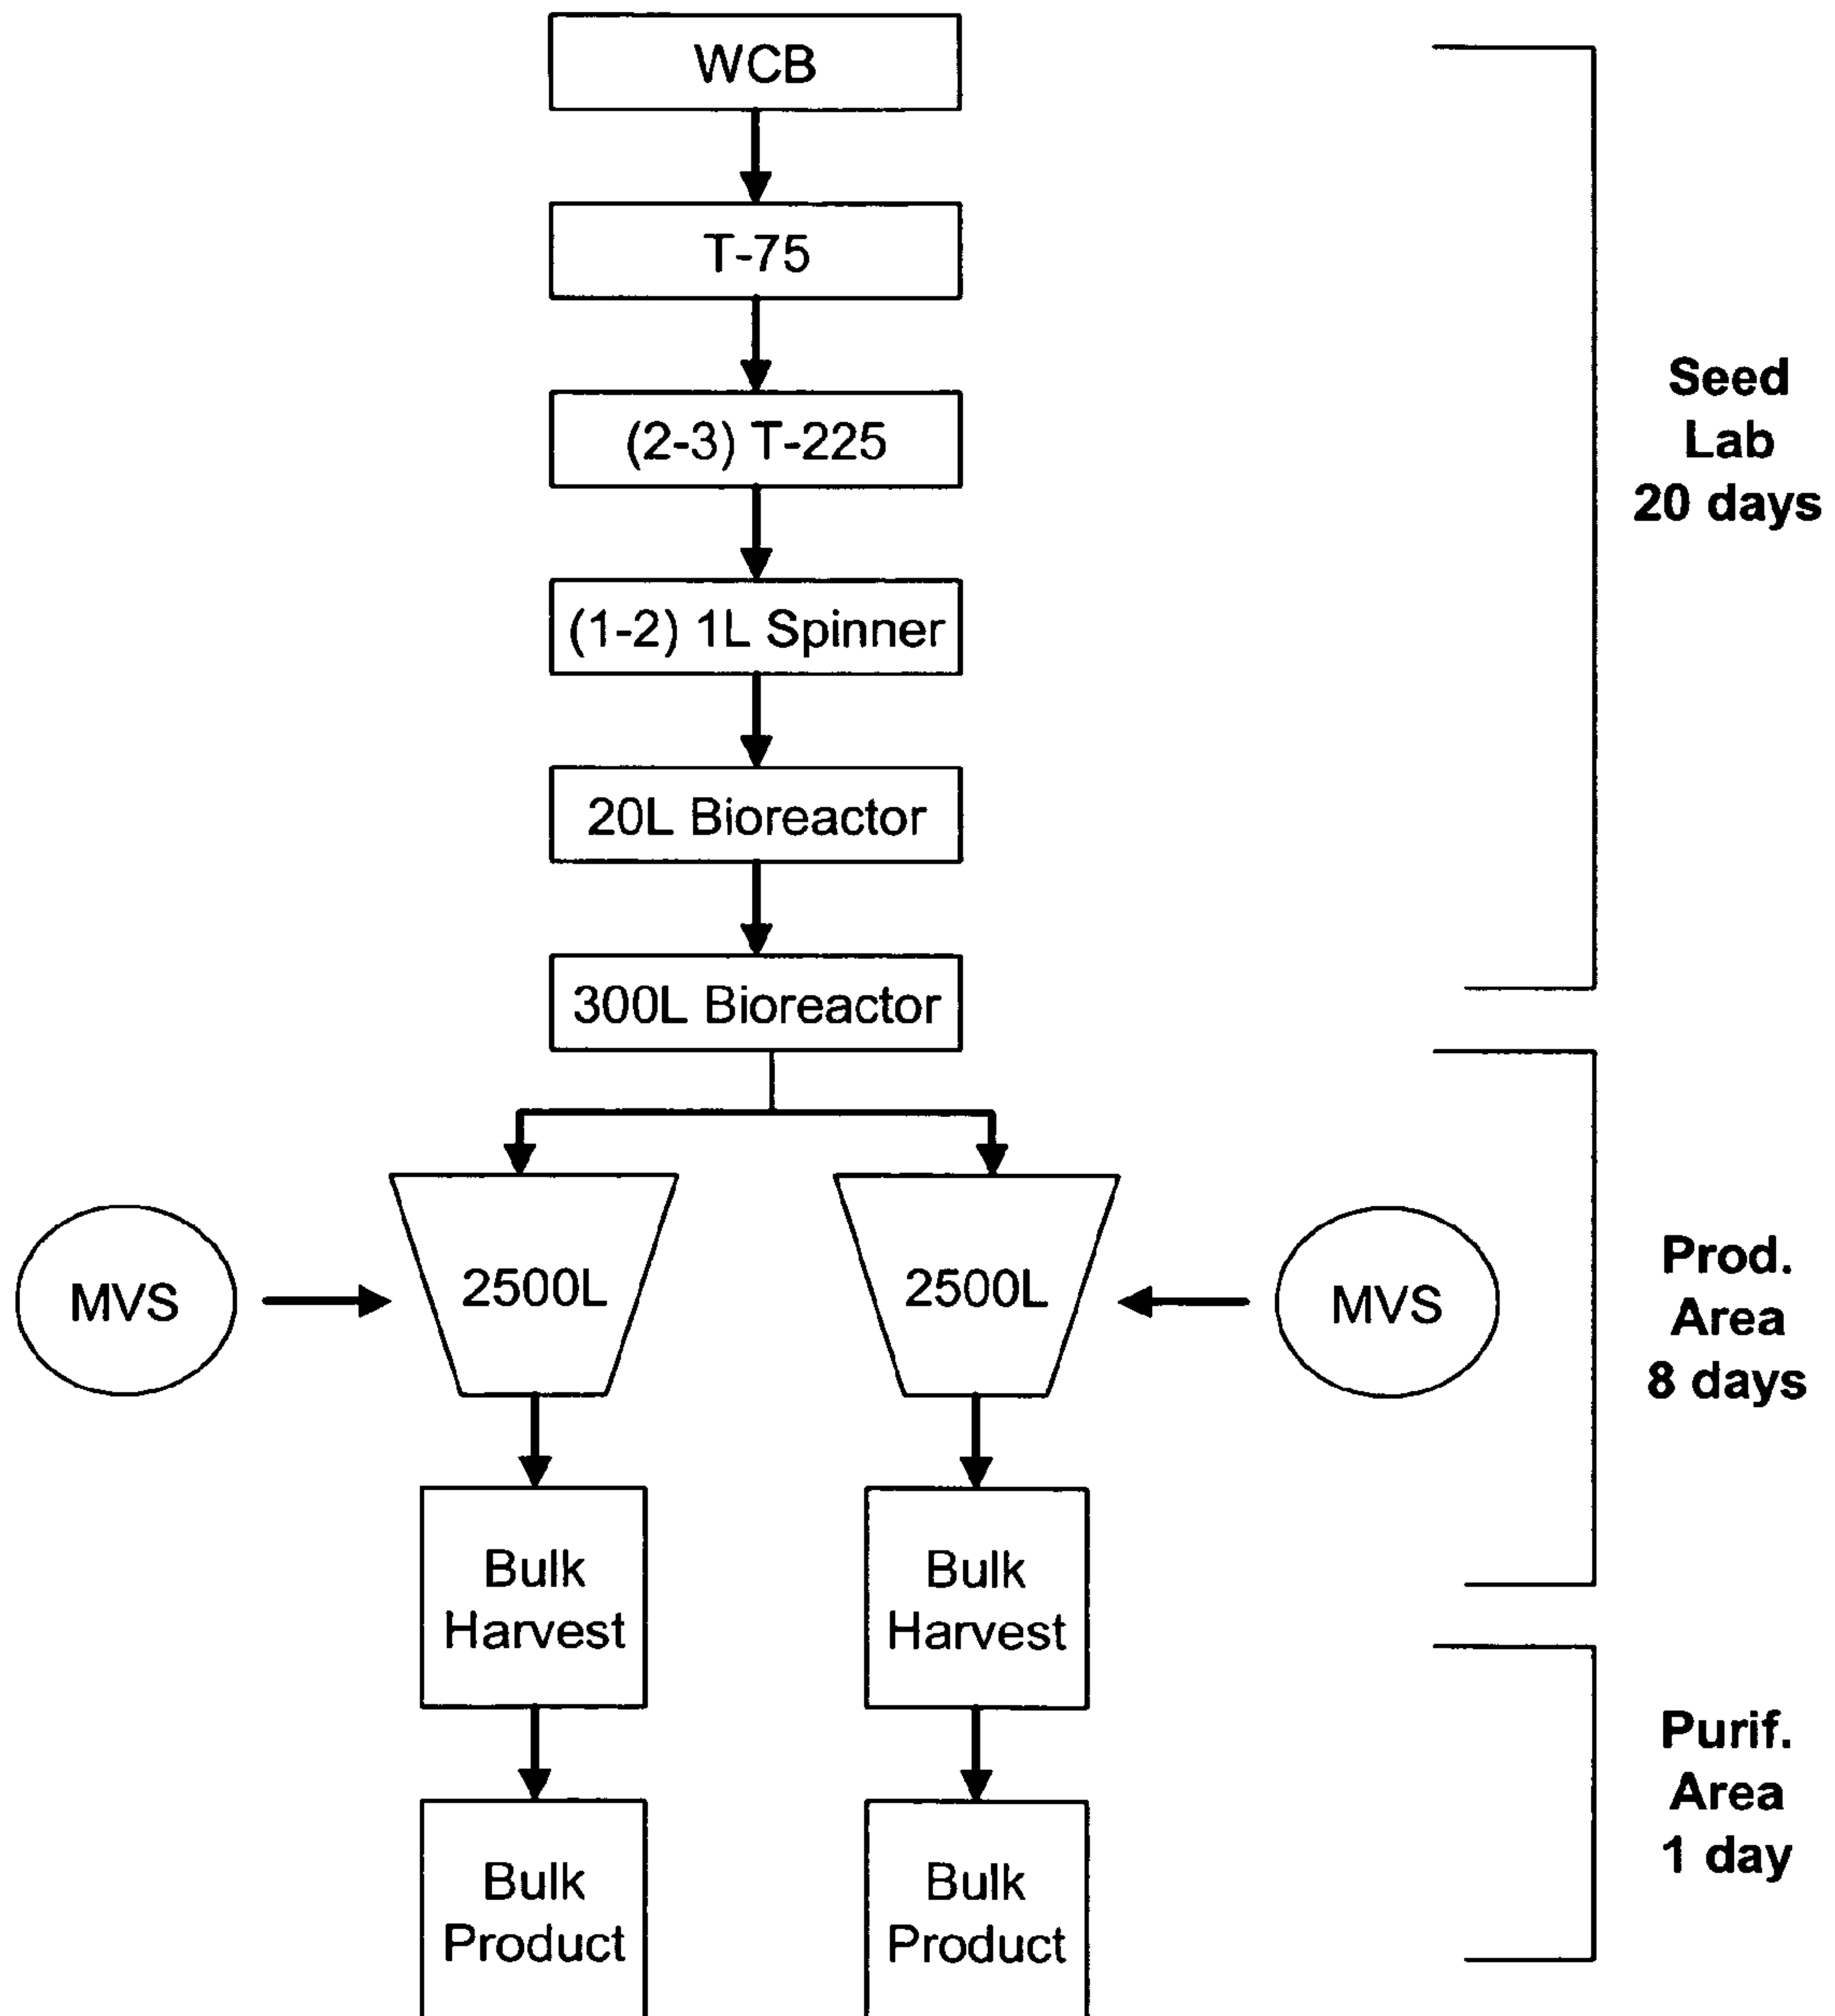 WCB
T-75
(2-3) T-225
(1-2) 1L Spinner
20L Bioreactor
300L Bioreactor
Seed
Lab
20 days
MVS
2500L
2500L
MVS
Prod.
Area
8 days
Bulk
Harvest
Bulk
Harvest
Purif.
Area
1 day
Bulk
Product
Bulk
Product